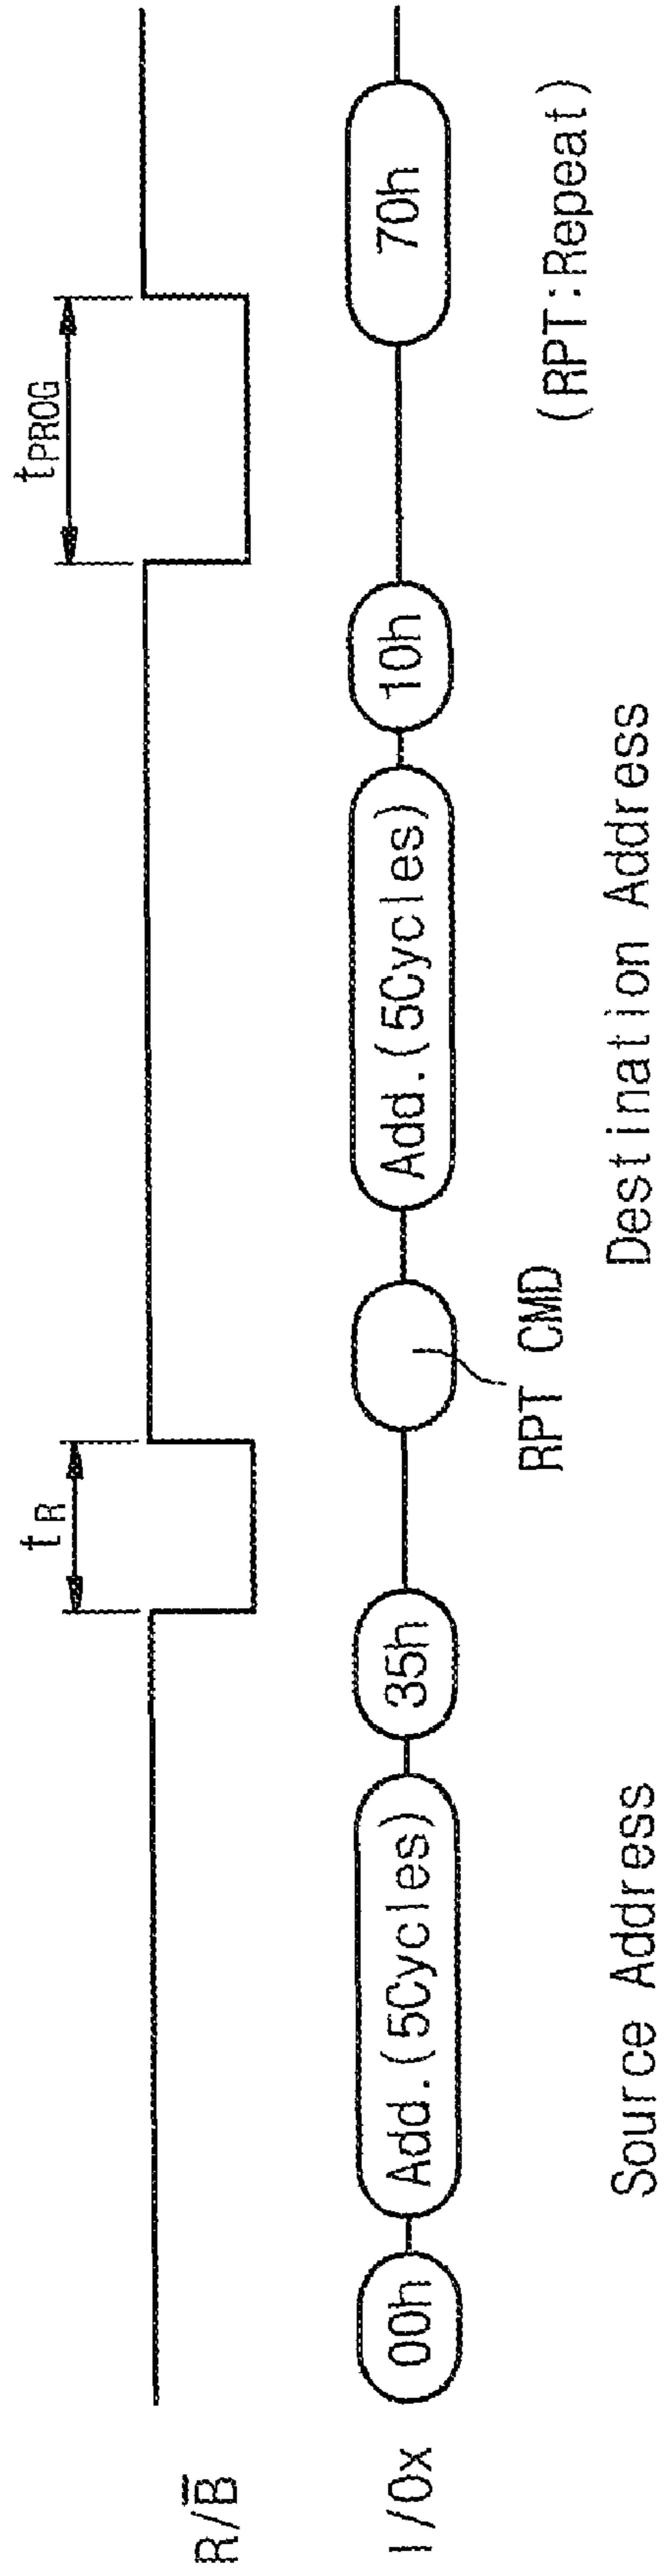 tR
tPROG
R/B̅
I/Ox
00h
Add.(5Cycles)
35h
Add.(5Cycles)
10h
70h
RPT CMD
Source Address
Destination Address
(RPT:Repeat)